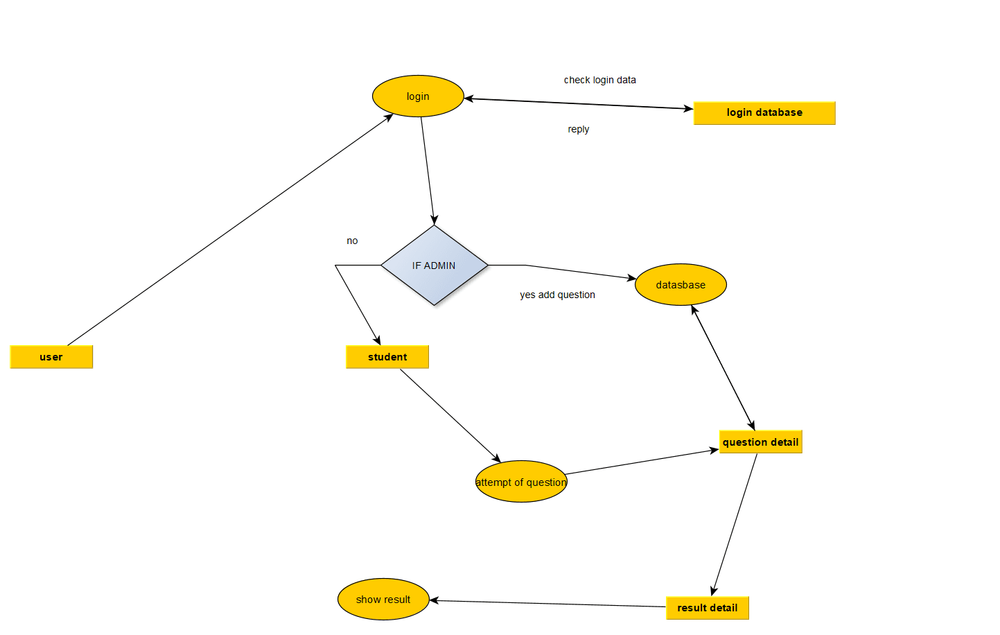 check login data
login
login database
reply
no
IF ADMIN
datasbase
yes add question
user
student
question detail
attempt of question
show result
result detail